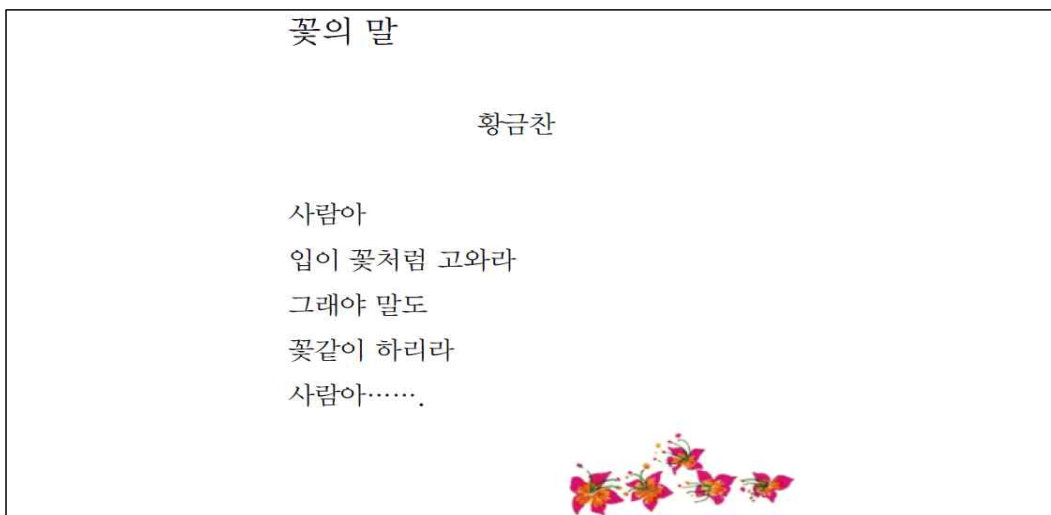 꽃의 말
황금찬
사람아
입이 꽃처럼 고와라
그래야 말도
꽃같이 하리라
사람아…….